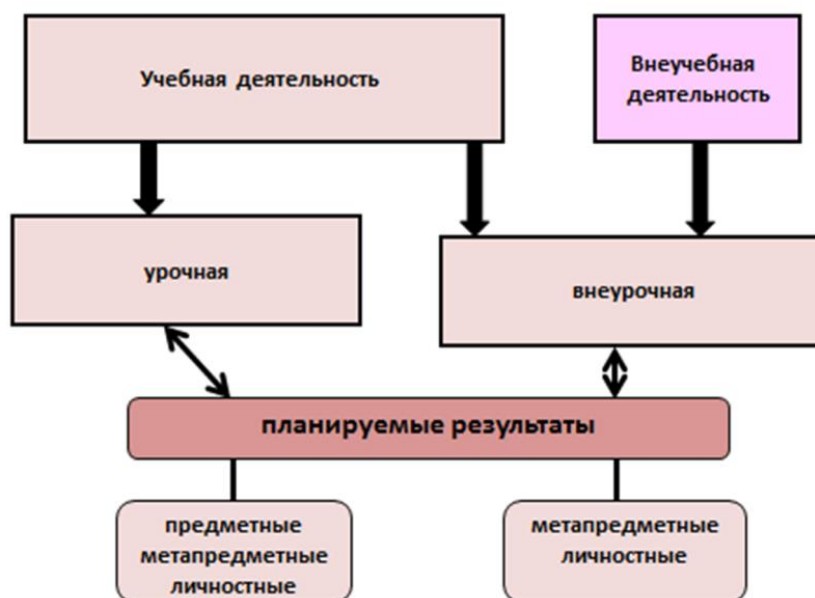 Учебная деятельность
Внеучебная
деятельность
урочная
внеурочная
планируемые результаты
предметные
метапредметные
личностные
метапредметные
личностные